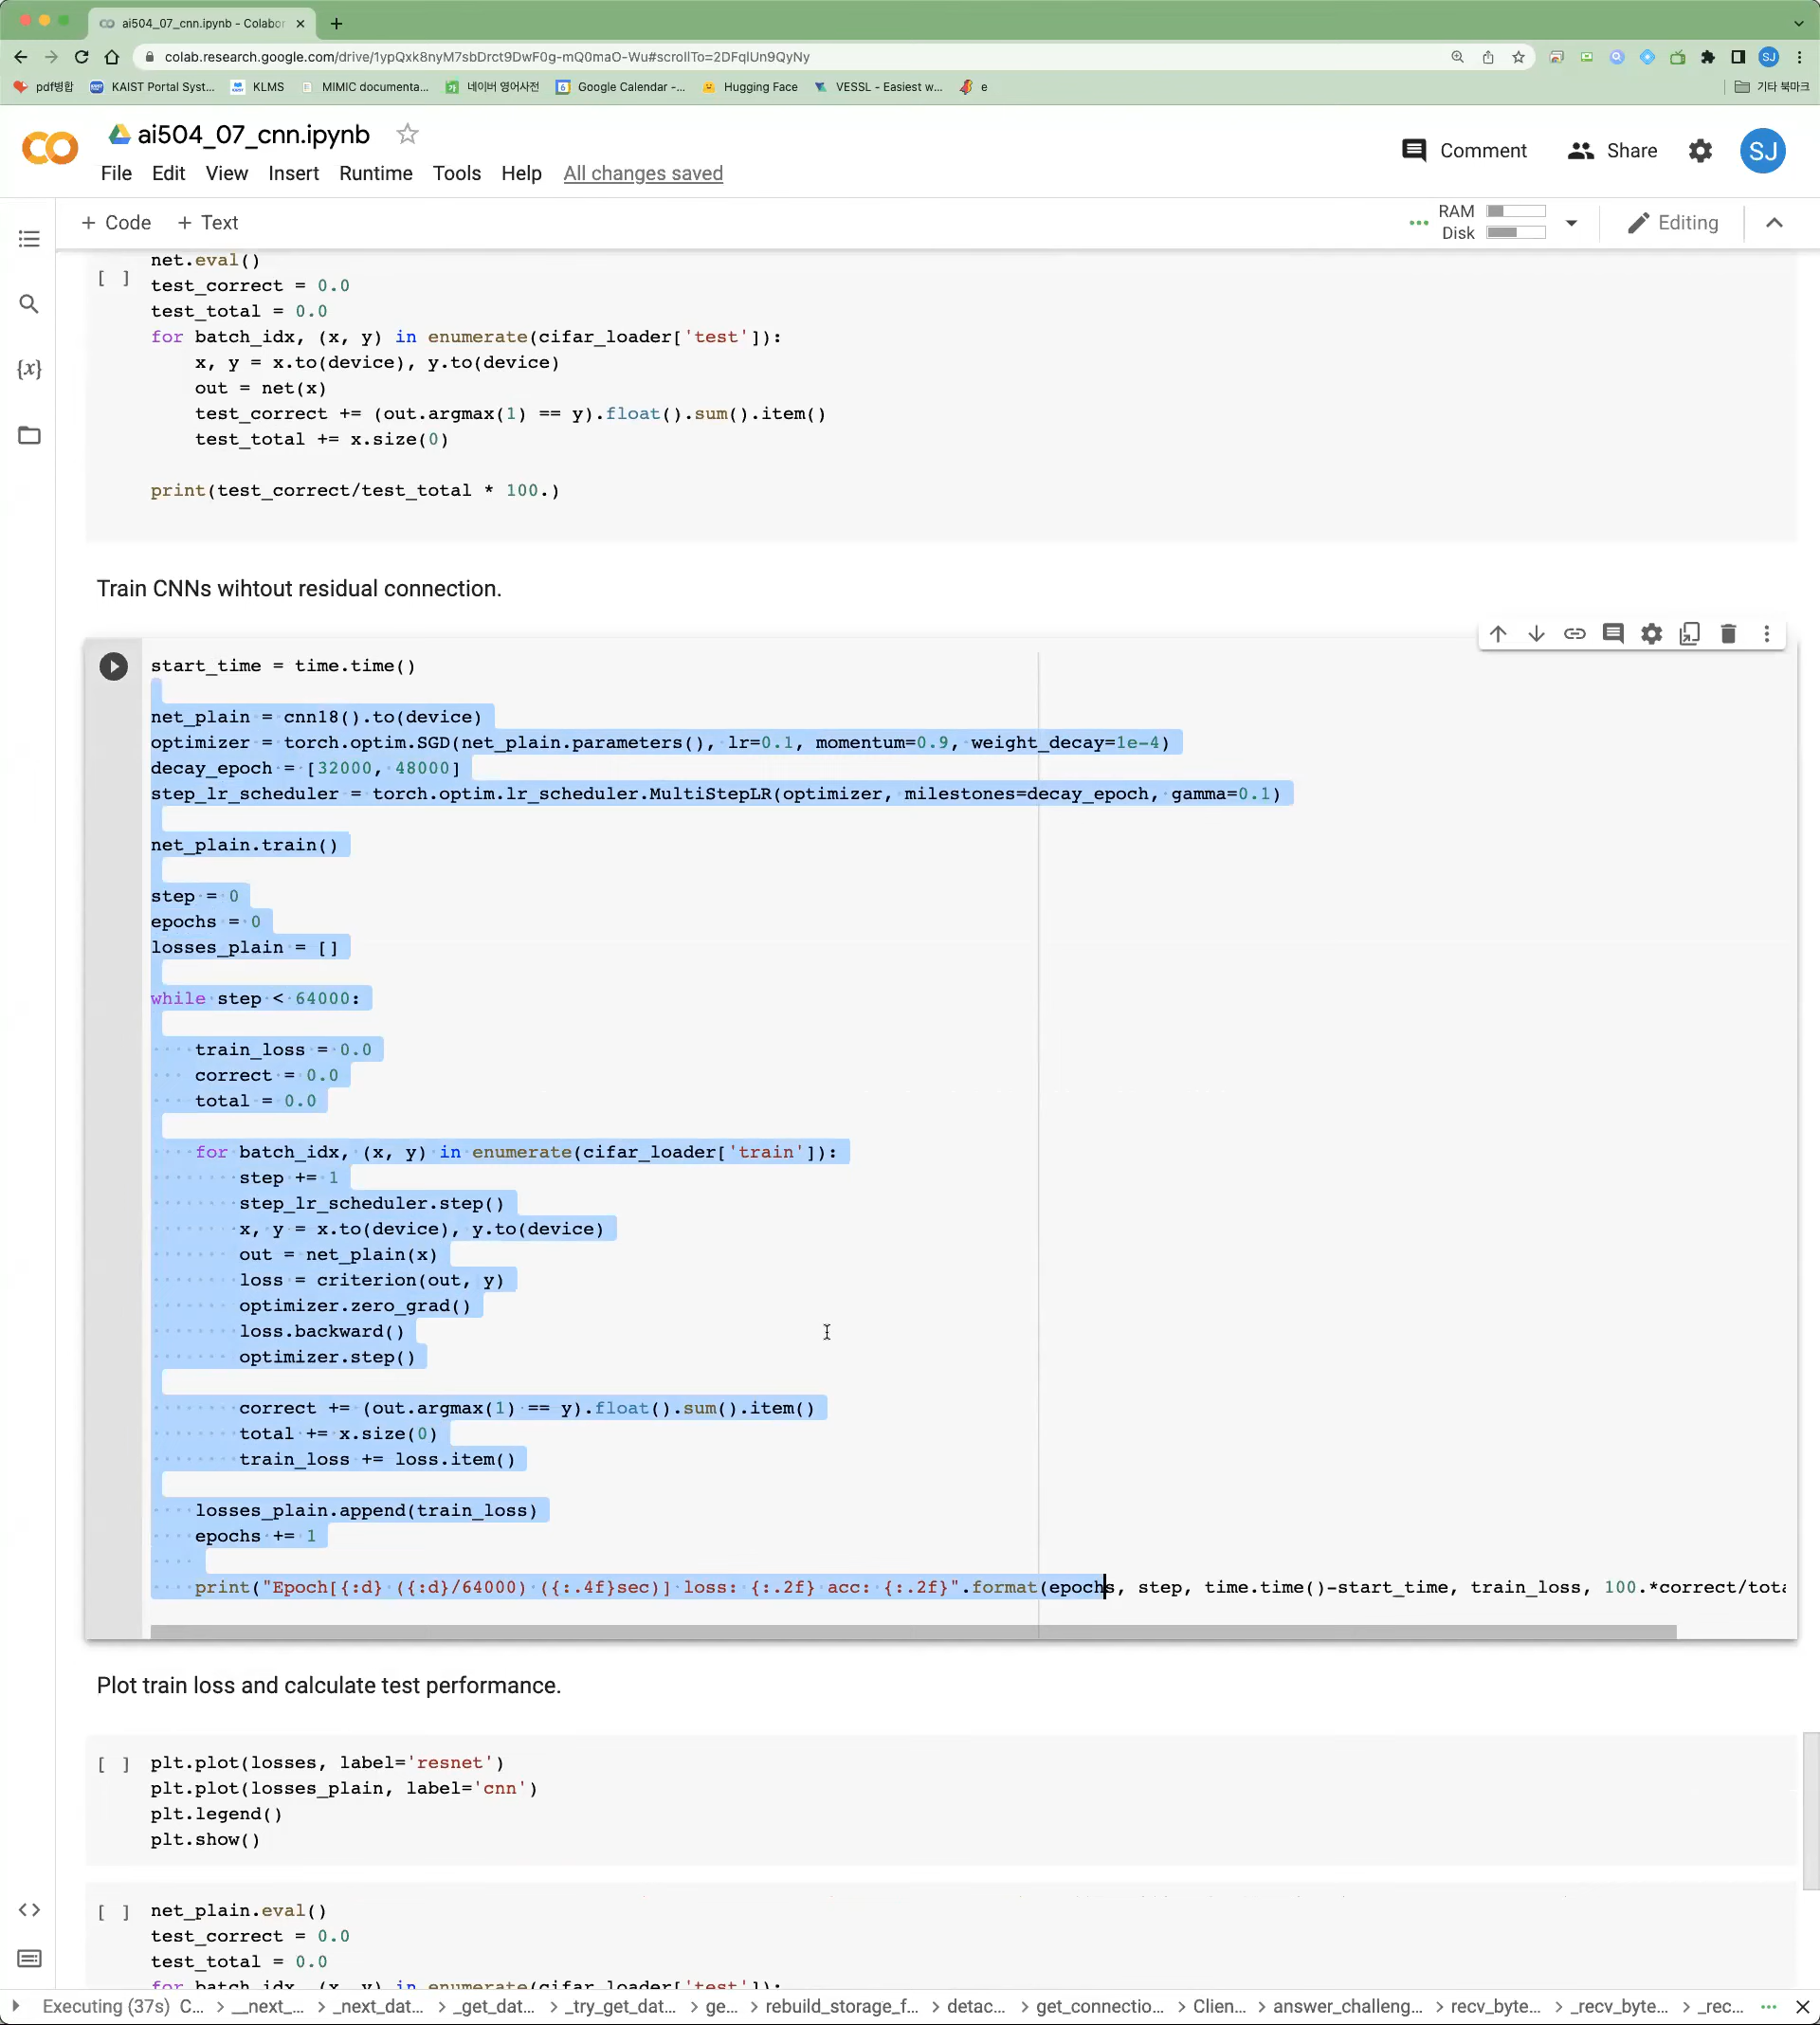 ai504_07_cnn.ipynb - Colabor
colab.research.google.com/drive/1ypQxk8nyM7sbDrct9DwF0g-mQ0maO-Wu#scrollTo=2DFqlUn9QyNy
SJ
pdf병합 KAIST Portal Syst... KLMS MIMIC documenta... 네이버 영어사전 Google Calendar -... Hugging Face VESSL - Easiest w... e 기타 북마크
ai504_07_cnn.ipynb
Comment Share SJ
File Edit View Insert Runtime Tools Help All changes saved
+ Code + Text RAM Disk Editing
net.eval()
[ ] test_correct = 0.0
test_total = 0.0
for batch_idx, (x, y) in enumerate(cifar_loader['test']):
x, y = x.to(device), y.to(device)
out = net(x)
test_correct += (out.argmax(1) == y).float().sum().item()
test_total += x.size(0)
print(test_correct/test_total * 100.)
Train CNNs wihtout residual connection.
start_time = time.time()
net_plain = cnn18().to(device)
optimizer = torch.optim.SGD(net_plain.parameters(), lr=0.1, momentum=0.9, weight_decay=1e-4)
decay_epoch = [32000, 48000]
step_lr_scheduler = torch.optim.lr_scheduler.MultiStepLR(optimizer, milestones=decay_epoch, gamma=0.1)
net_plain.train()
step = 0
epochs = 0
losses_plain = []
while step < 64000:
train_loss = 0.0
correct = 0.0
total = 0.0
for batch_idx, (x, y) in enumerate(cifar_loader['train']):
step += 1
step_lr_scheduler.step()
x, y = x.to(device), y.to(device)
out = net_plain(x)
loss = criterion(out, y)
optimizer.zero_grad()
loss.backward()
optimizer.step()
correct += (out.argmax(1) == y).float().sum().item()
total += x.size(0)
train_loss += loss.item()
losses_plain.append(train_loss)
epochs += 1
print("Epoch[{:d} ({:d}/64000) ({:.4f}sec)] loss: {:.2f} acc: {:.2f}".format(epochs, step, time.time()-start_time, train_loss, 100.*correct/tota
Plot train loss and calculate test performance.
[ ] plt.plot(losses, label='resnet')
plt.plot(losses_plain, label='cnn')
plt.legend()
plt.show()
[ ] net_plain.eval()
test_correct = 0.0
test_total = 0.0
for batch_idx, (x, y) in enumerate(cifar_loader['test']):
Executing (37s) C... > __next_... > _next_dat... > _get_dat... > _try_get_dat... > ge... > rebuild_storage_f... > detac... > get_connectio... > Clien... > answer_challeng... > recv_byte... > _recv_byte... > _rec...